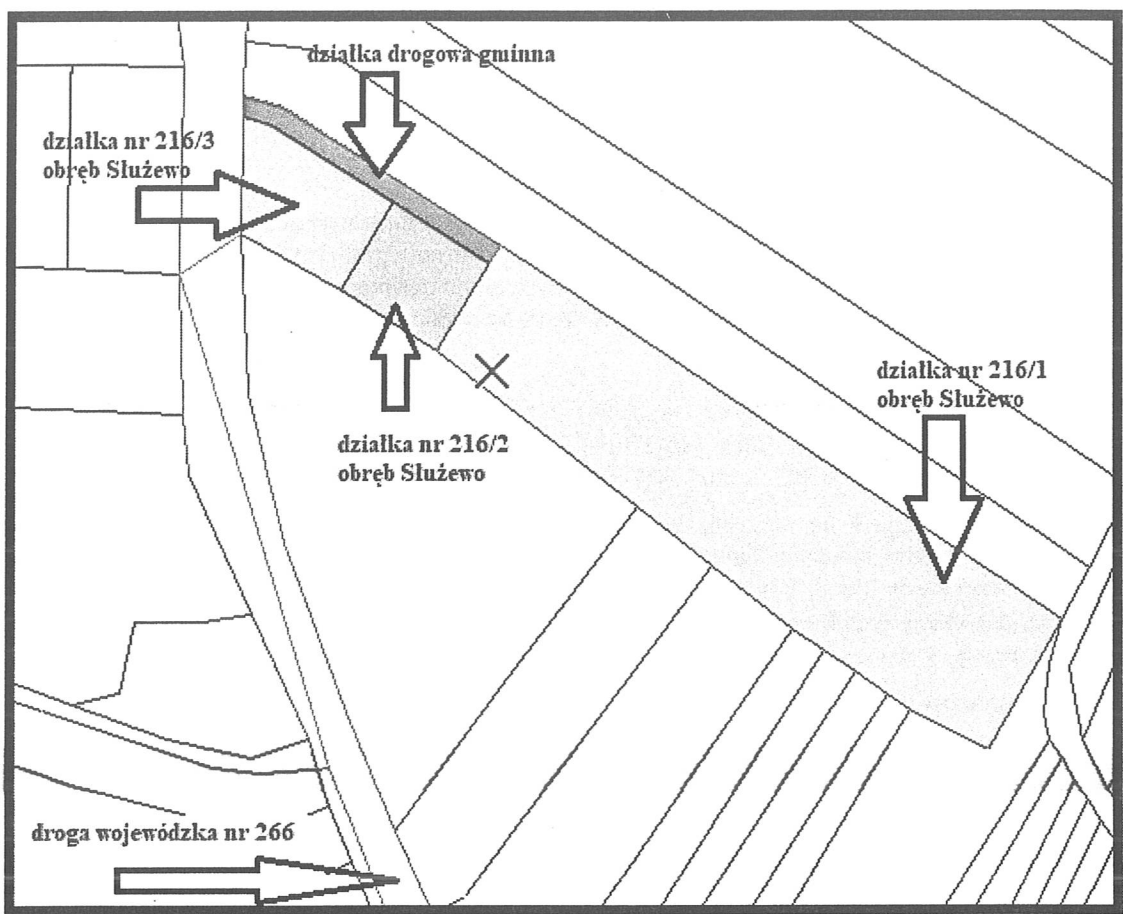 działka drogowa gminna
działka nr 216/3
obręb Służewo
działka nr 216/1
obręb Służewo
działka nr 216/2
obręb Służewo
droga wojewódzka nr 266